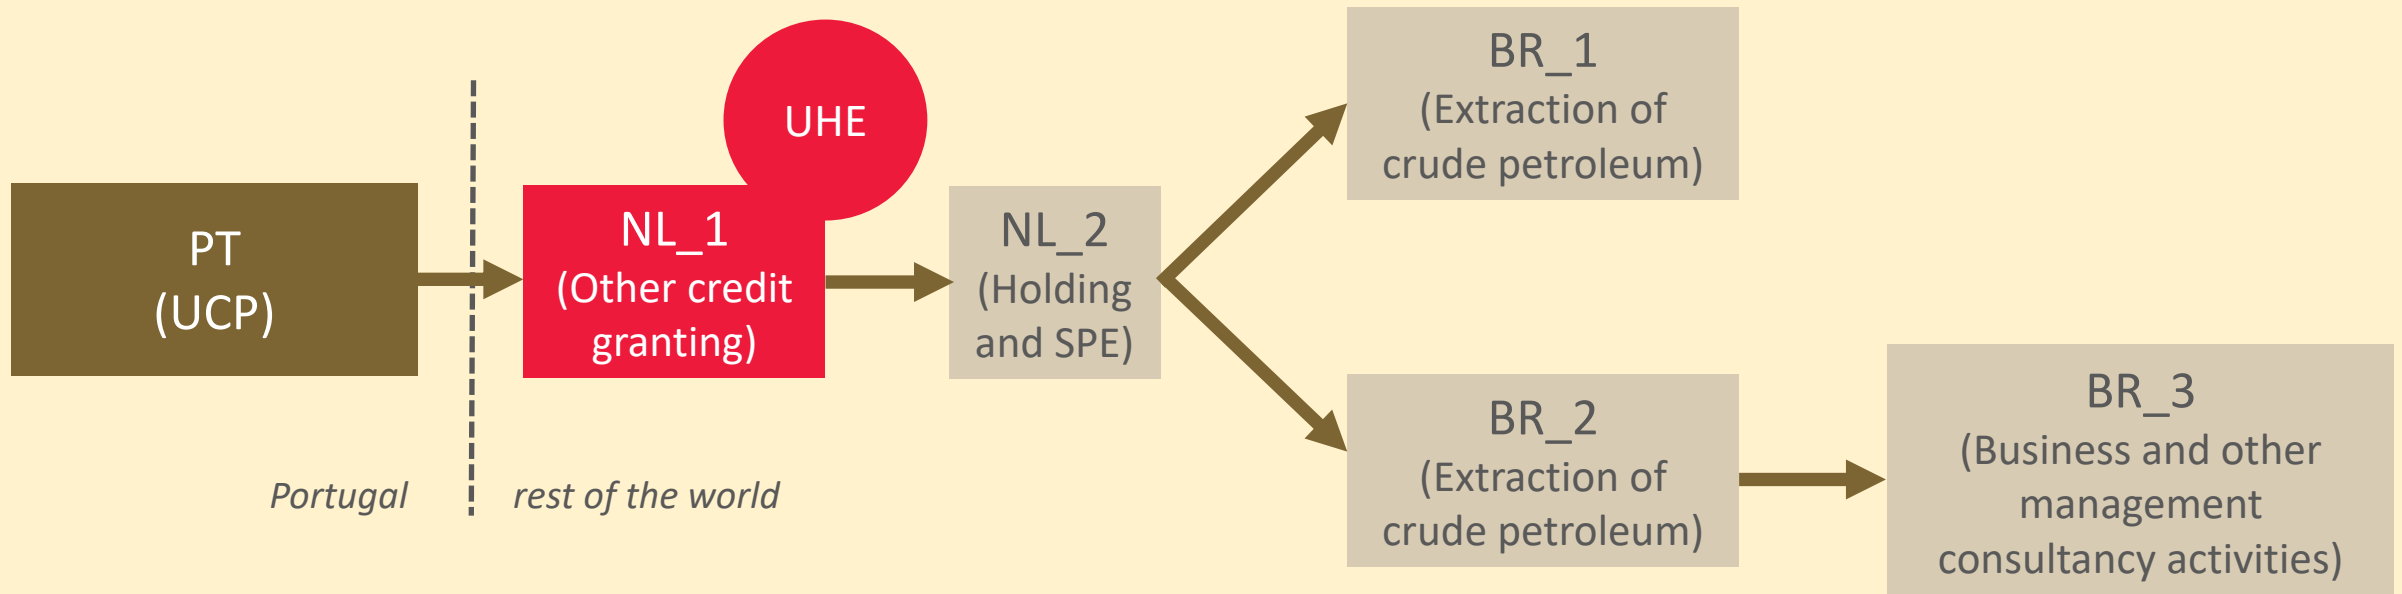 PT
(UCP)
Portugal
rest of the world
UHE
NL_1
(Other credit
granting)
NL_2
(Holding
and SPE)
BR_1
(Extraction of
crude petroleum)
BR_2
(Extraction of
crude petroleum)
BR_3
(Business and other
management
consultancy activities)